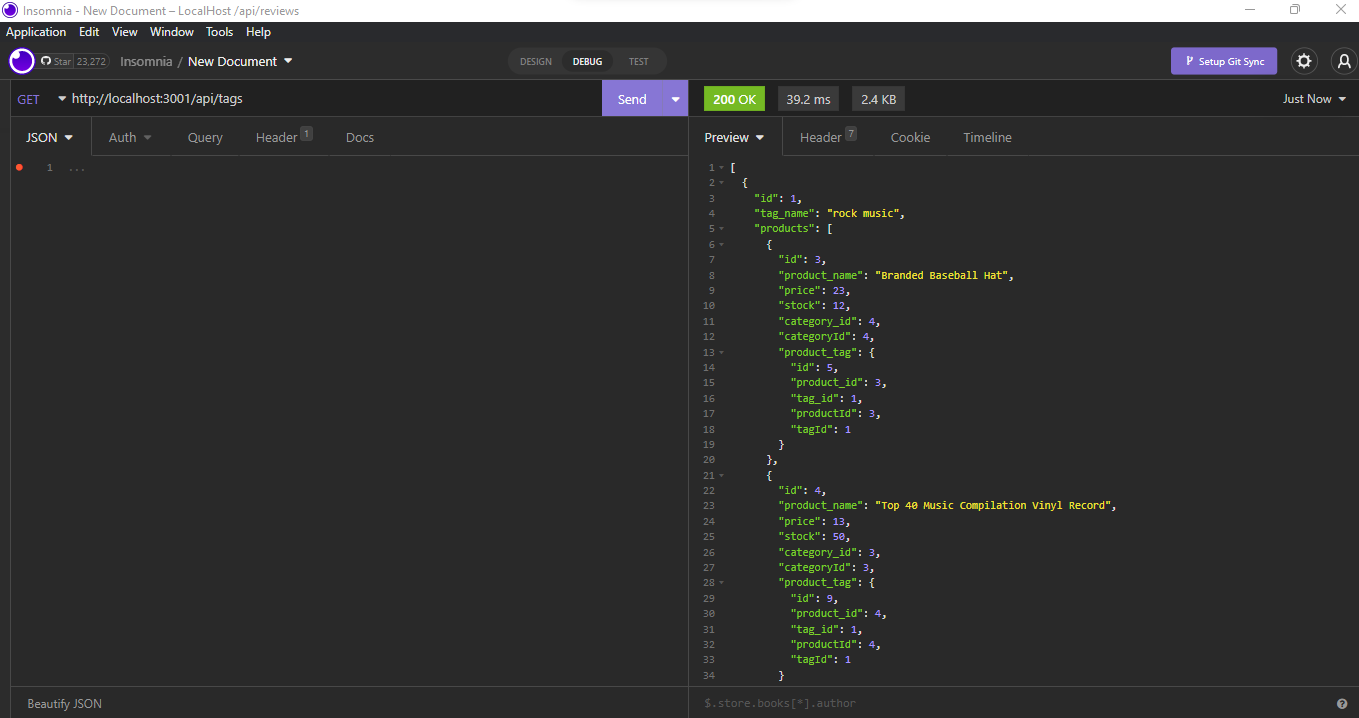 Insomnia - New Document – LocalHost /api/reviews
Application Edit View Window Tools Help
Star 23,272 Insomnia / New Document DESIGN DEBUG TEST Setup Git Sync
GET http://localhost:3001/api/tags Send 200 OK 39.2 ms 2.4 KB Just Now
JSON Auth Query Header 1 Docs Preview Header 7 Cookie Timeline
1 ...
1 [
2 {
3 "id": 1,
4 "tag_name": "rock music",
5 "products": [
6 {
7 "id": 3,
8 "product_name": "Branded Baseball Hat",
9 "price": 23,
10 "stock": 12,
11 "category_id": 4,
12 "categoryId": 4,
13 "product_tag": {
14 "id": 5,
15 "product_id": 3,
16 "tag_id": 1,
17 "productId": 3,
18 "tagId": 1
19 }
20 },
21 {
22 "id": 4,
23 "product_name": "Top 40 Music Compilation Vinyl Record",
24 "price": 13,
25 "stock": 50,
26 "category_id": 3,
27 "categoryId": 3,
28 "product_tag": {
29 "id": 9,
30 "product_id": 4,
31 "tag_id": 1,
32 "productId": 4,
33 "tagId": 1
34 }
Beautify JSON $.store.books[*].author ?